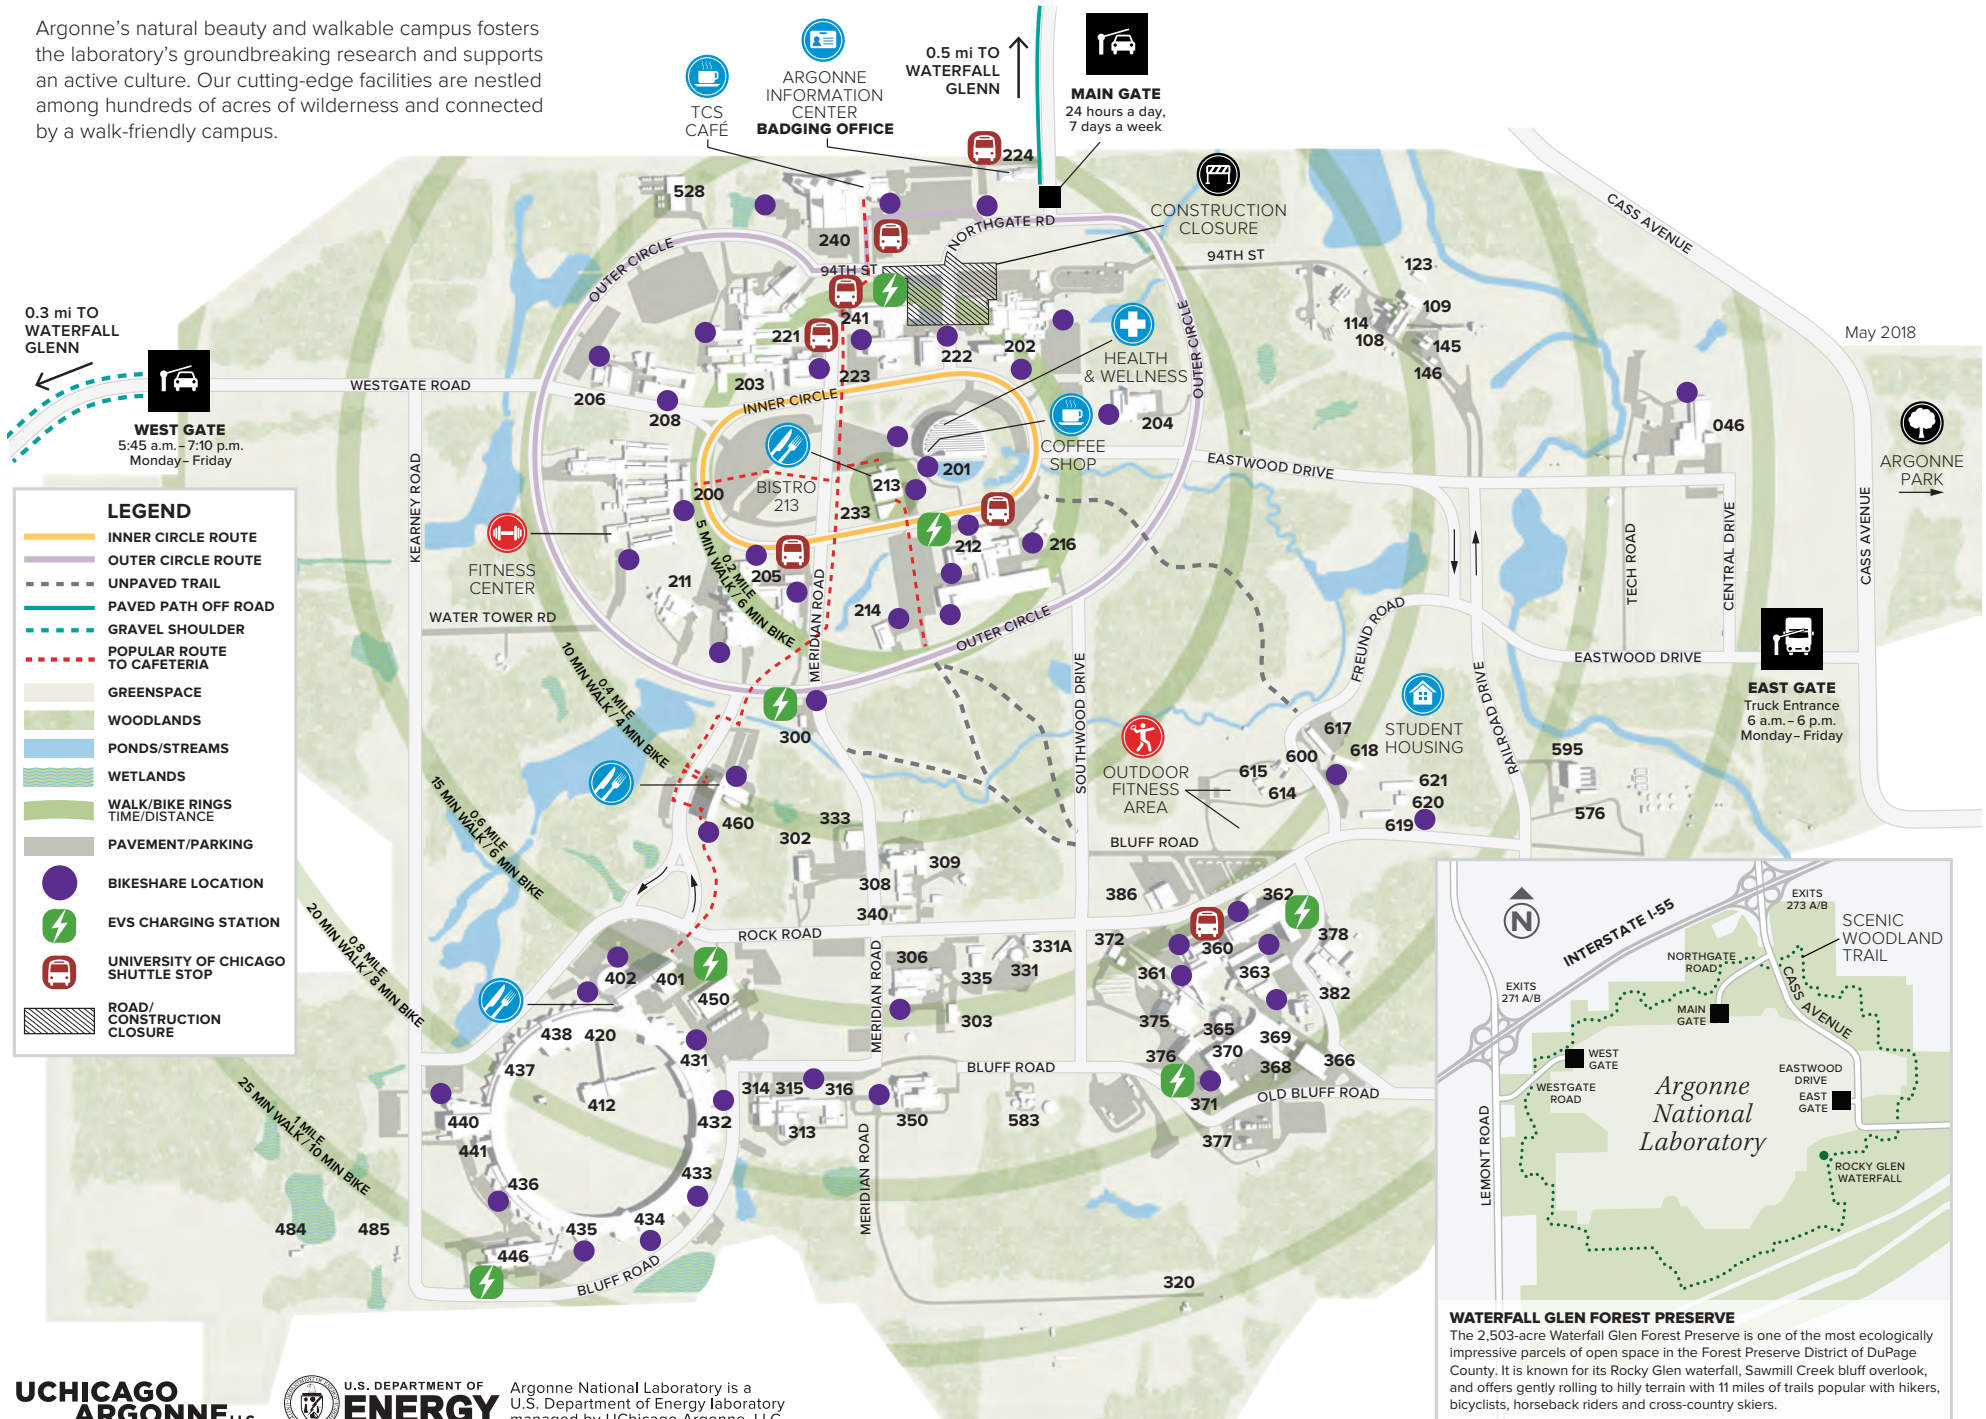 Argonne’s natural beauty and walkable campus fosters
the laboratory’s groundbreaking research and supports
an active culture. Our cutting-edge facilities are nestled
among hundreds of acres of wilderness and connected
by a walk-friendly campus.
TCS
CAFÉ
ARGONNE
INFORMATION
CENTER
BADGING OFFICE
0.5 mi TO
WATERFALL
GLENN
MAIN GATE
24 hours a day,
7 days a week
224
528
240
NORTHGATE RD
CONSTRUCTION
CLOSURE
CASS AVENUE
OUTER CIRCLE
94TH ST
94TH ST
123
109
114
108
145
146
0.3 mi TO
WATERFALL
GLENN
May 2018
241
221
222
202
223
203
HEALTH
& WELLNESS
OUTER CIRCLE
WESTGATE ROAD
WEST GATE
5:45 a.m. – 7:10 p.m.
Monday – Friday
206
208
INNER CIRCLE
204
046
COFFEE
SHOP
ARGONNE
PARK
KEARNEY ROAD
EASTWOOD DRIVE
BISTRO
213
213
201
200
233
212
216
205
211
214
FITNESS
CENTER
WATER TOWER RD
MERIDIAN ROAD
OUTER CIRCLE
TECH ROAD
CENTRAL DRIVE
CASS AVENUE
LEGEND
INNER CIRCLE ROUTE
OUTER CIRCLE ROUTE
UNPAVED TRAIL
PAVED PATH OFF ROAD
GRAVEL SHOULDER
POPULAR ROUTE
TO CAFETERIA
GREENSPACE
WOODLANDS
PONDS/STREAMS
WETLANDS
WALK/BIKE RINGS
TIME/DISTANCE
PAVEMENT/PARKING
BIKESHARE LOCATION
EVS CHARGING STATION
UNIVERSITY OF CHICAGO
SHUTTLE STOP
ROAD/
CONSTRUCTION
CLOSURE
0.2 MILE
5 MIN WALK / 6 MIN BIKE
0.4 MILE
10 MIN WALK / 4 MIN BIKE
0.6 MILE
15 MIN WALK / 6 MIN BIKE
0.8 MILE
20 MIN WALK / 8 MIN BIKE
1 MILE
25 MIN WALK / 10 MIN BIKE
FREUND ROAD
EASTWOOD DRIVE
EAST GATE
Truck Entrance
6 a.m. – 6 p.m.
Monday – Friday
SOUTHWOOD DRIVE
RAILROAD DRIVE
STUDENT
HOUSING
OUTDOOR
FITNESS
AREA
617
618
600
615
614
621
620
619
595
576
BLUFF ROAD
300
460
302
333
308
309
340
ROCK ROAD
386
362
378
372
360
361
363
382
331A
331
335
306
303
MERIDIAN ROAD
402
401
450
438
420
437
431
412
432
440
441
436
433
434
435
446
484
485
314
315
316
313
350
583
BLUFF ROAD
375
365
369
376
370
368
366
371
377
OLD BLUFF ROAD
MERIDIAN ROAD
320
BLUFF ROAD
N
INTERSTATE I-55
EXITS
273 A/B
SCENIC
WOODLAND
TRAIL
NORTHGATE
ROAD
CASS AVENUE
EXITS
271 A/B
MAIN
GATE
WEST
GATE
WESTGATE
ROAD
EASTWOOD
DRIVE
EAST
GATE
Argonne
National
Laboratory
LEMONT ROAD
ROCKY GLEN
WATERFALL
WATERFALL GLEN FOREST PRESERVE
The 2,503-acre Waterfall Glen Forest Preserve is one of the most ecologically
impressive parcels of open space in the Forest Preserve District of DuPage
County. It is known for its Rocky Glen waterfall, Sawmill Creek bluff overlook,
and offers gently rolling to hilly terrain with 11 miles of trails popular with hikers,
bicyclists, horseback riders and cross-country skiers.
UCHICAGO
ARGONNE LLC
U.S. DEPARTMENT OF
ENERGY
Argonne National Laboratory is a
U.S. Department of Energy laboratory
managed by UChicago Argonne, LLC